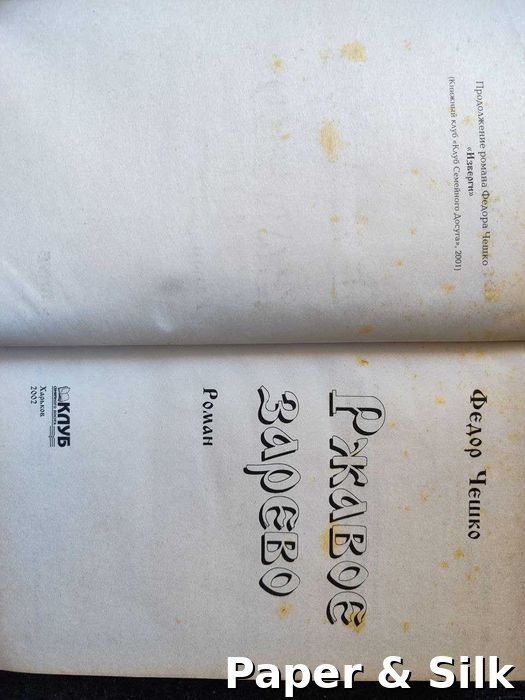 Продолжение романа Федора Чешко
«Изверги»
(Книжный клуб «Клуб Семейного Досуга», 2001)
Федор Чешко
Ржавое
зарево
Роман
КЛУБ
Харьков
2002
Paper & Silk